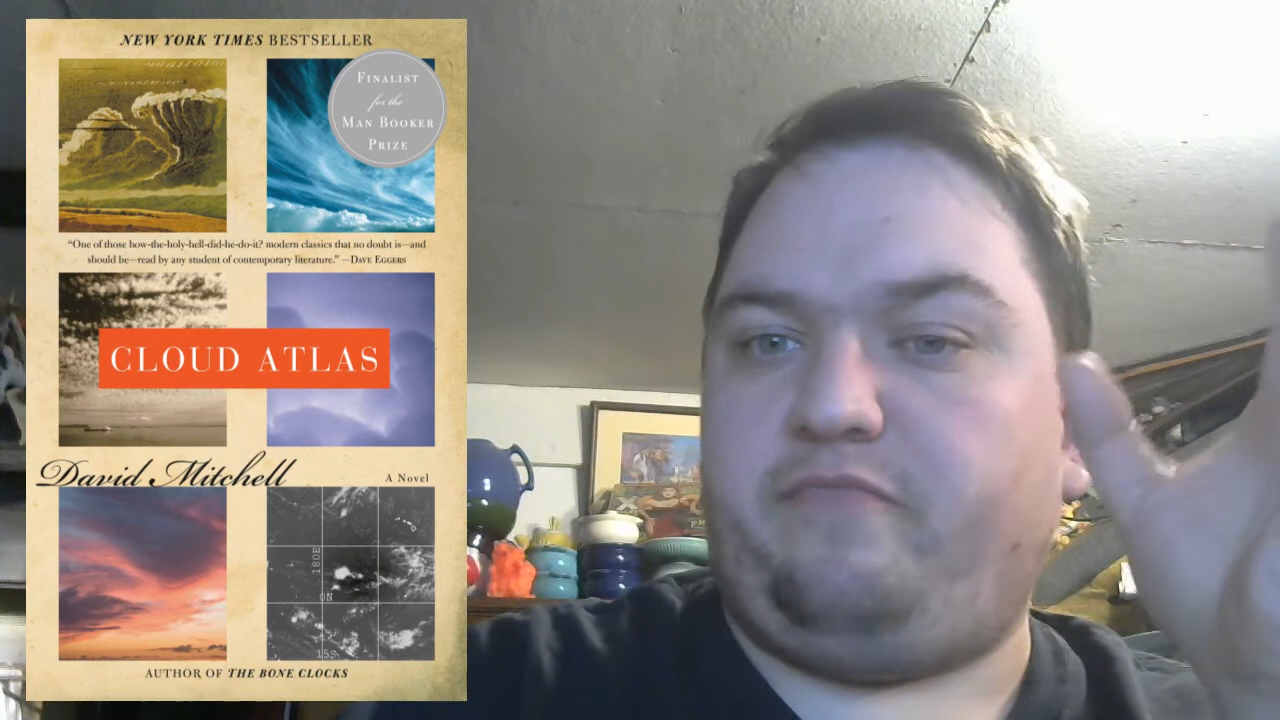 NEW YORK TIMES BESTSELLER
FINALIST
for the
MAN BOOKER
PRIZE
“One of those how-the-holy-hell-did-he-do-it? modern classics that no doubt is—and
should be—read by any student of contemporary literature.” —DAVE EGGERS
CLOUD ATLAS
David Mitchell
A Novel
180E
0N
15S
AUTHOR OF THE BONE CLOCKS